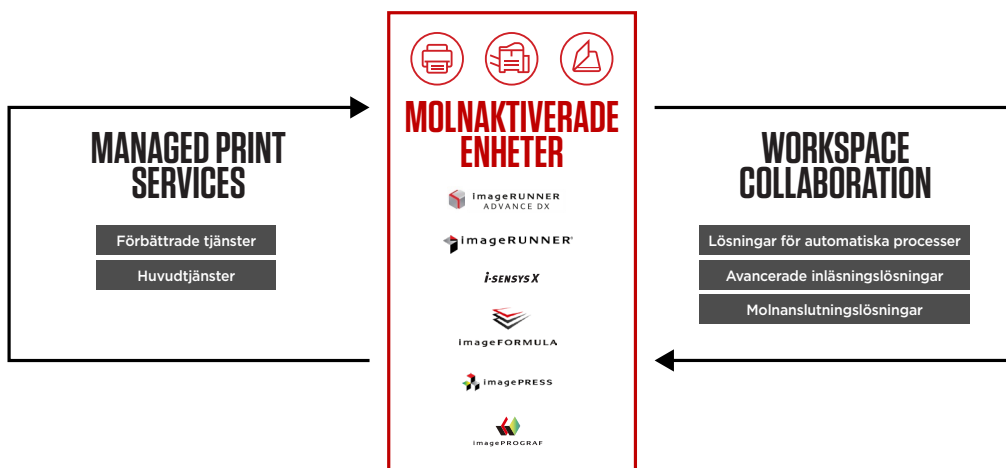 MANAGED PRINT
SERVICES
Förbättrade tjänster
Huvudtjänster
MOLNAKTIVERADE
ENHETER
imageRUNNER
ADVANCE DX
imageRUNNER
i-SENSYS X
imageFORMULA
imagePRESS
imagePROGRAF
WORKSPACE
COLLABORATION
Lösningar för automatiska processer
Avancerade inläsningslösningar
Molnanslutningslösningar